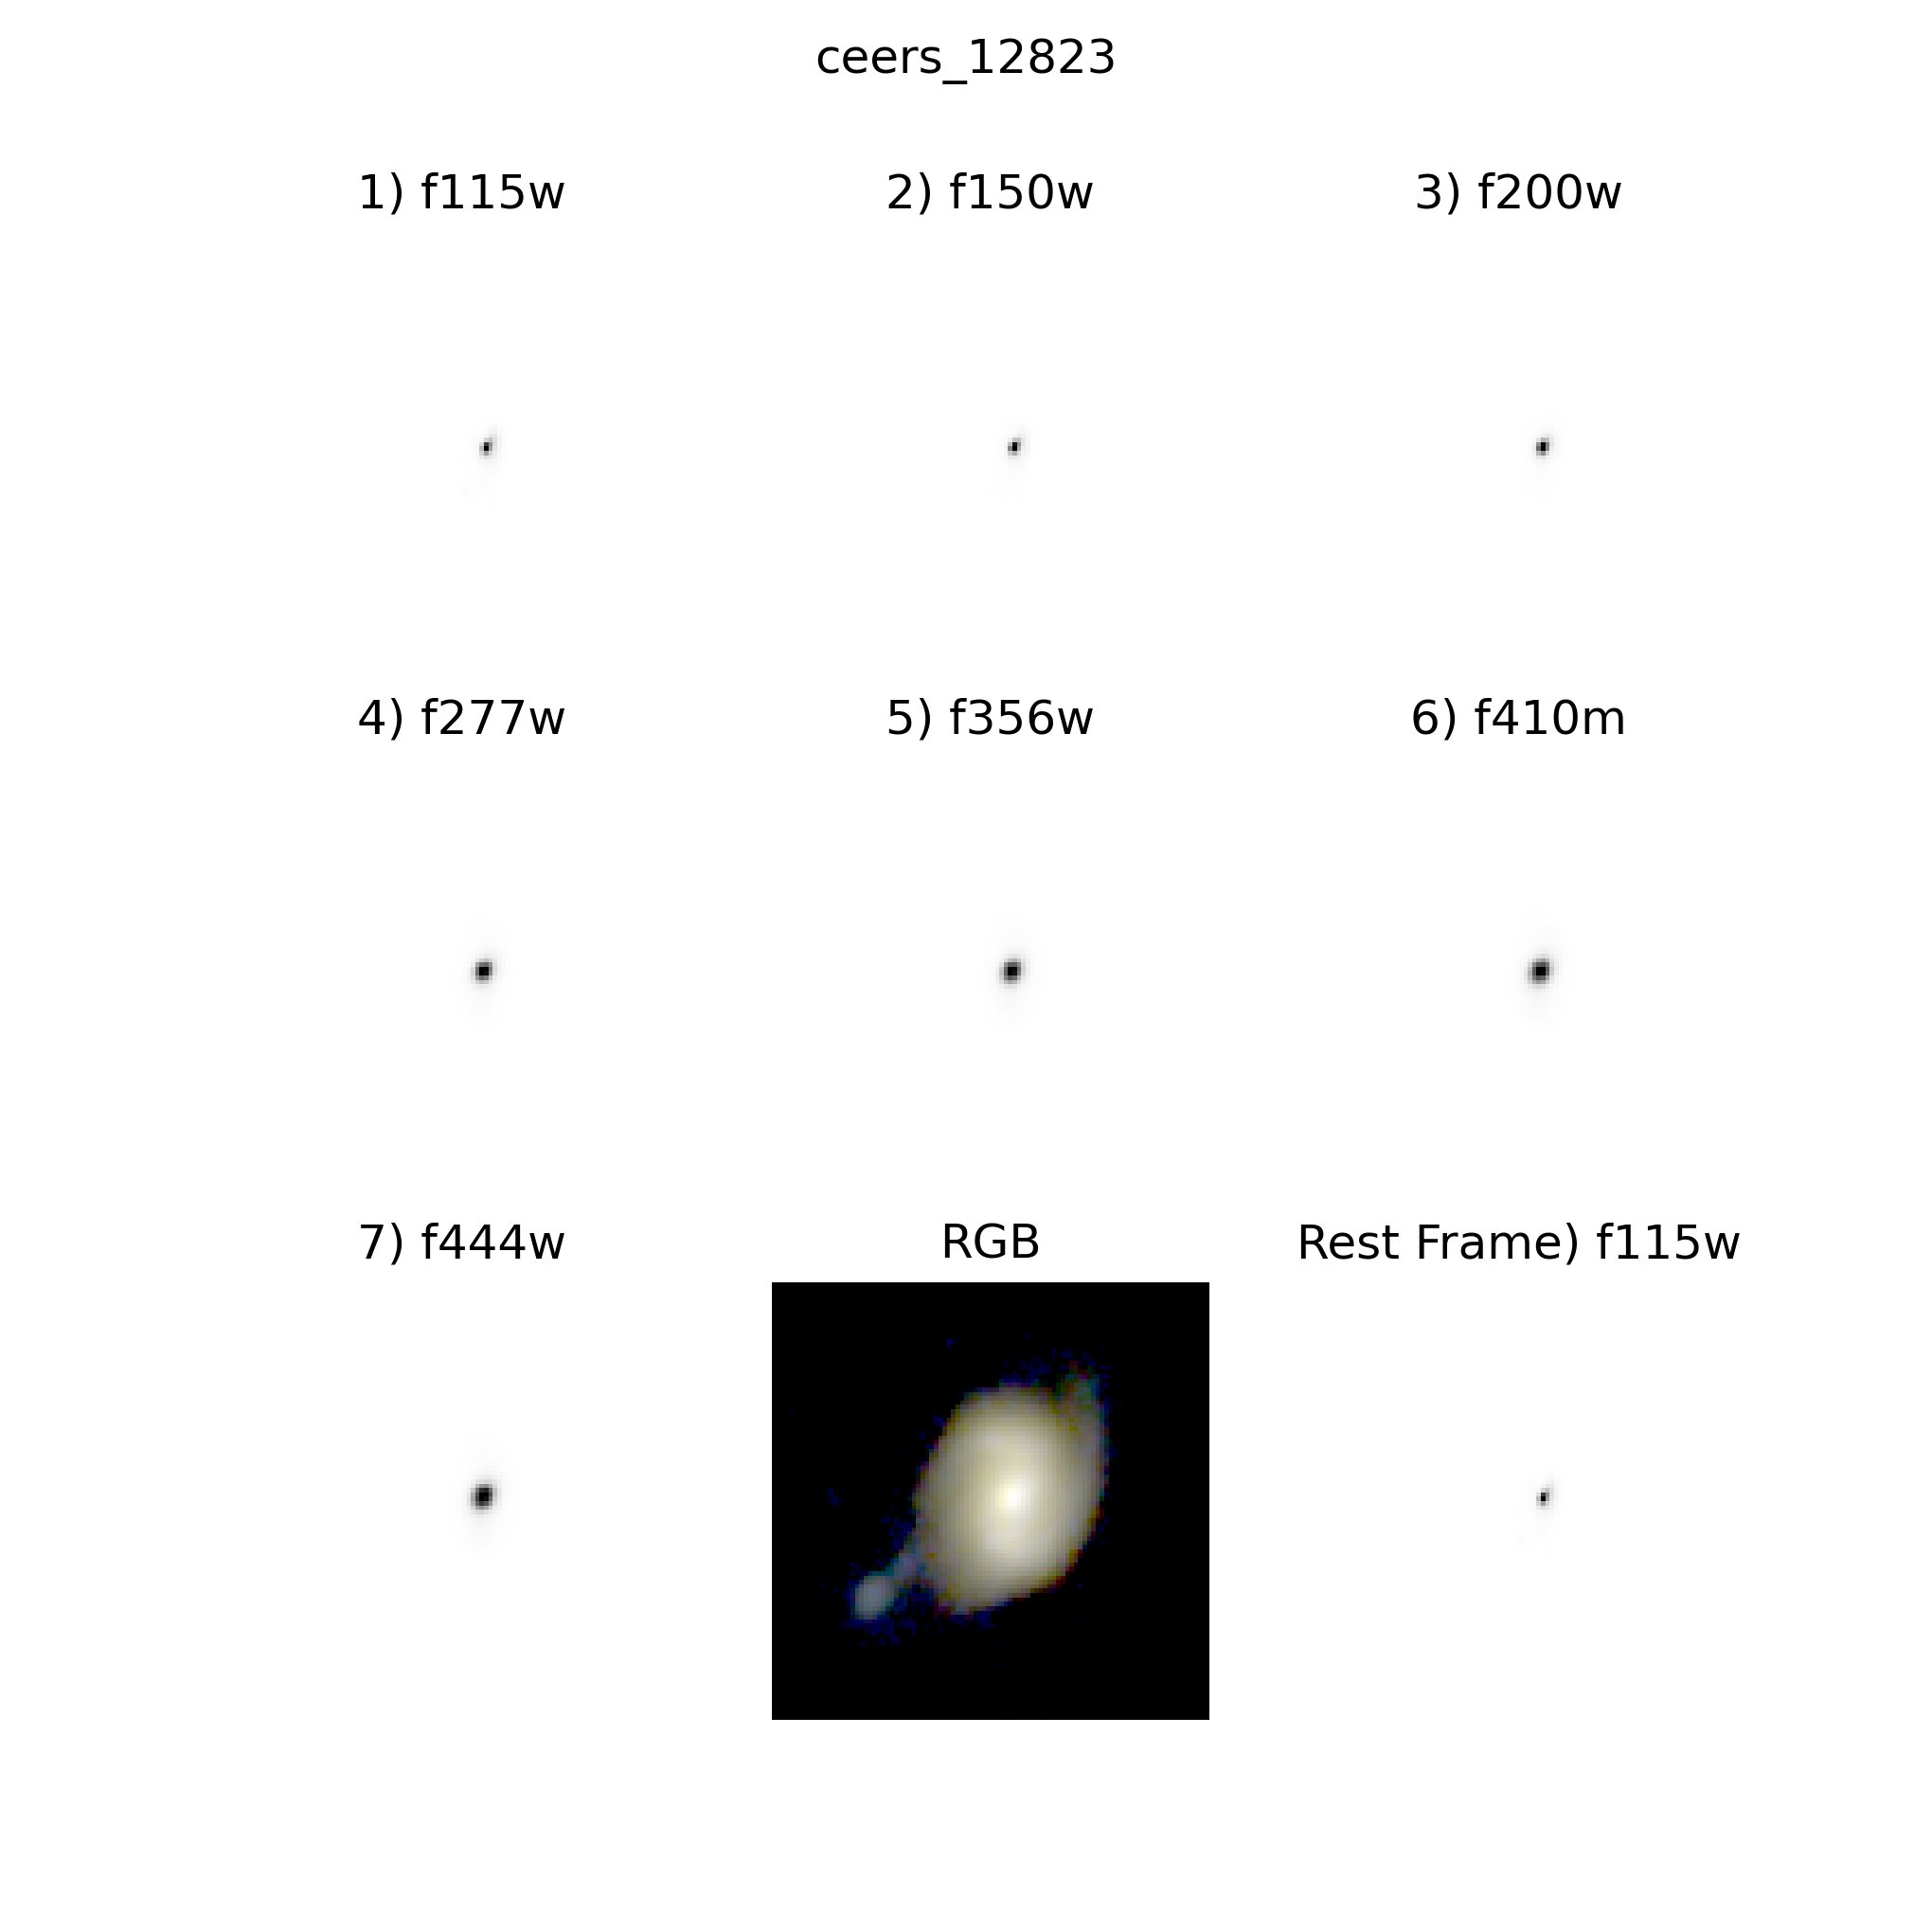 ceers_12823
1) f115w
2) f150w
3) f200w
4) f277w
5) f356w
6) f410m
7) f444w
RGB
Rest Frame) f115w